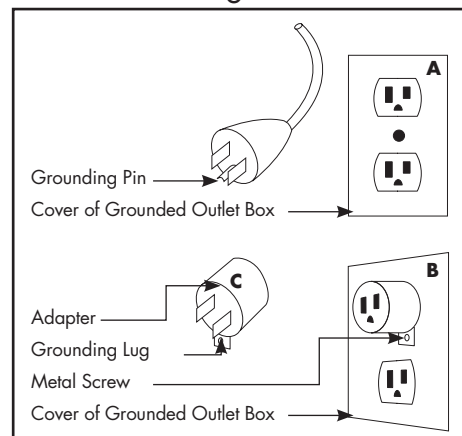 A
Grounding Pin
Cover of Grounded Outlet Box
B
C
Adapter
Grounding Lug
Metal Screw
Cover of Grounded Outlet Box